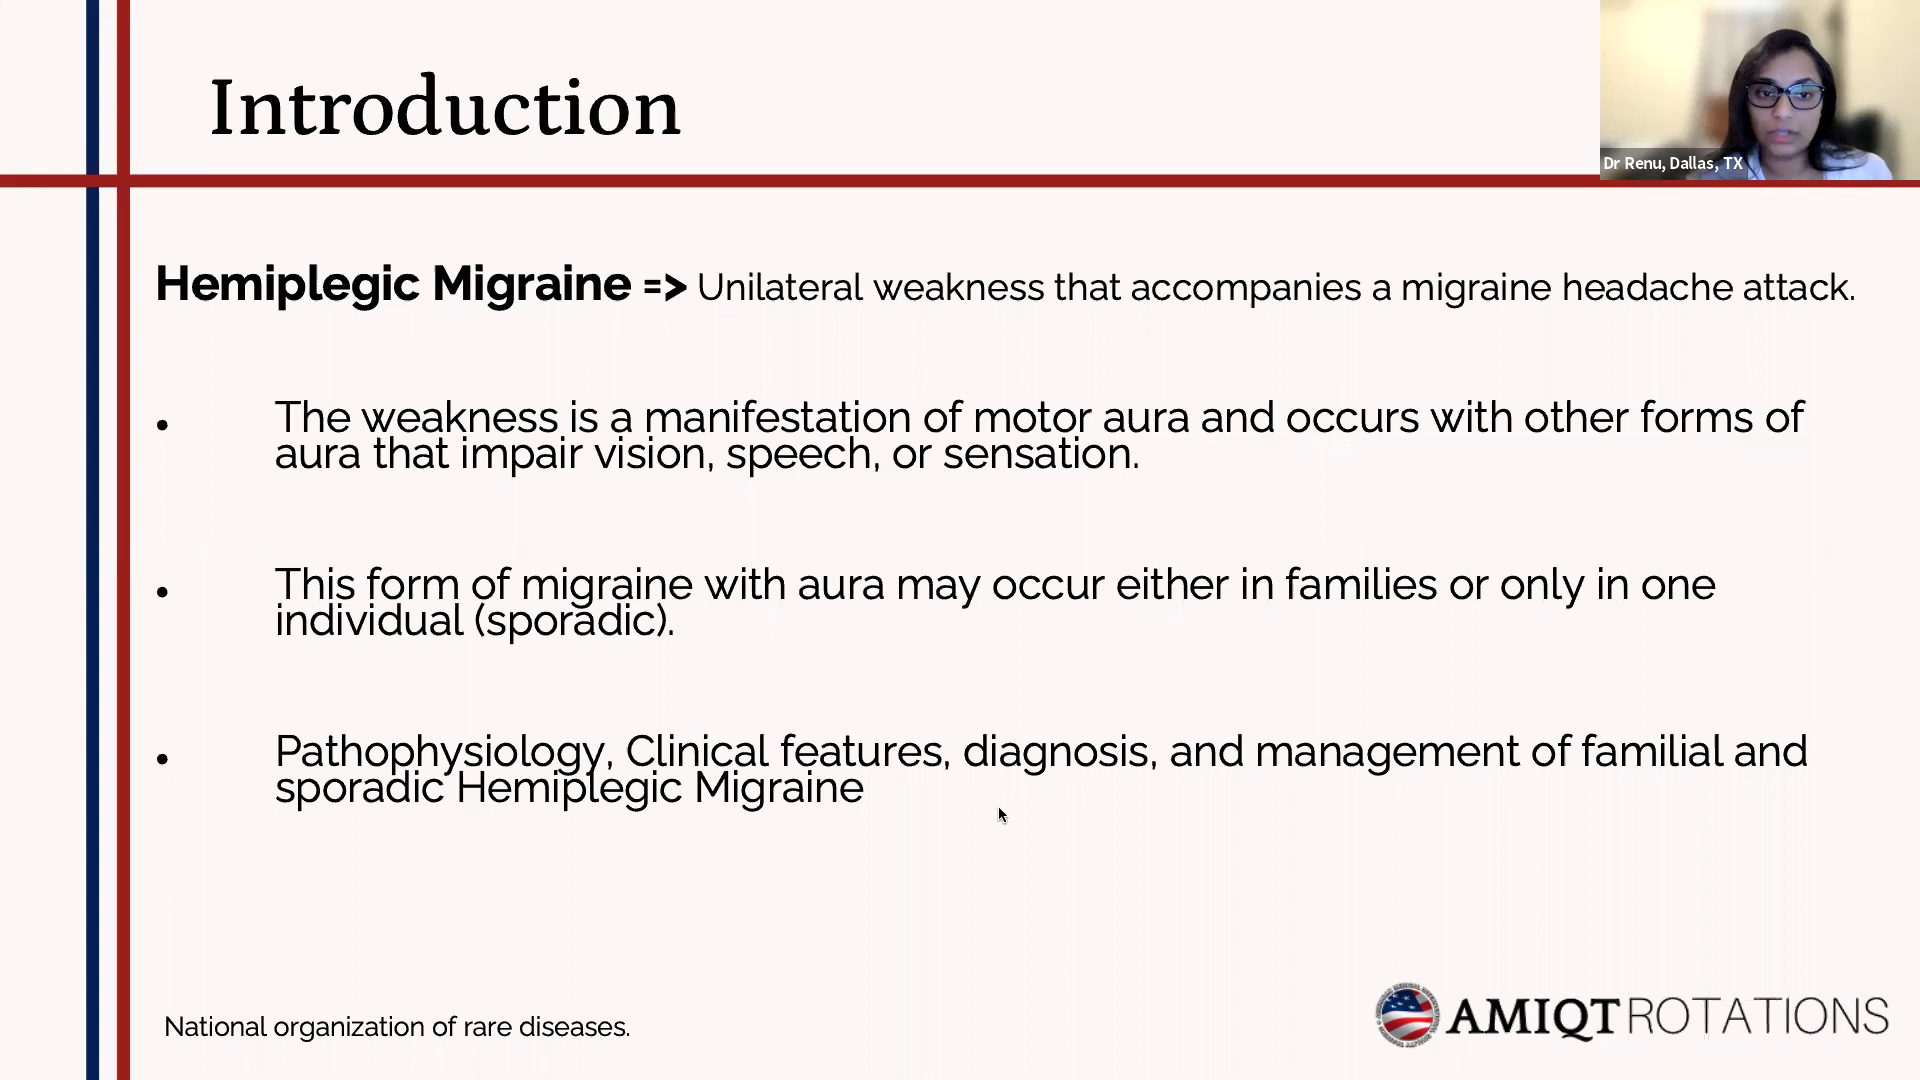 Introduction
Dr Renu, Dallas, TX
Hemiplegic Migraine => Unilateral weakness that accompanies a migraine headache attack.
• The weakness is a manifestation of motor aura and occurs with other forms of
aura that impair vision, speech, or sensation.
• This form of migraine with aura may occur either in families or only in one
individual (sporadic).
• Pathophysiology, Clinical features, diagnosis, and management of familial and
sporadic Hemiplegic Migraine
National organization of rare diseases.
AMIQT ROTATIONS